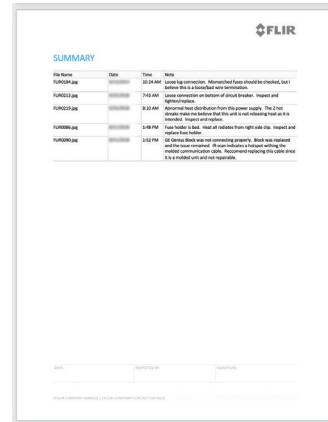 FLIR
SUMMARY
File Name Date Time Note
FLIR0184.jpg 10:24 AM Loose lug connection. Mismatched fuses should be checked, but I
believe this is a loose/bad wire termination.
FLIR0213.jpg 7:43 AM Loose connection on bottom of circuit breaker. Inspect and
tighten/replace.
FLIR0219.jpg 8:10 AM Abnormal heat distribution from this power supply. The 2 hot
streaks make me believe that this unit is not releasing heat as it is
intended. Inspect and replace.
FLIR0086.jpg 1:48 PM Fuse holder is bad. Heat all radiates from right side clip. Inspect and
replace fuse holder.
FLIR0090.jpg 1:52 PM GE Genius Block was not connecting properly. Block was replaced
and the issue remained. IR scan indicates a hotspot withing the
molded communication cable. Reccomend replacing this cable since
it is a molded unit and not repairable.
DATE: INSPECTED BY: SIGNATURE: